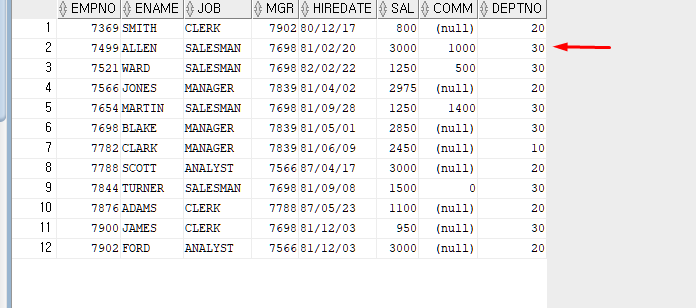 EMPNO ENAME JOB MGR HIREDATE SAL COMM DEPTNO
1 7369 SMITH CLERK 7902 80/12/17 800 (null) 20
2 7499 ALLEN SALESMAN 7698 81/02/20 3000 1000 30
3 7521 WARD SALESMAN 7698 82/02/22 1250 500 30
4 7566 JONES MANAGER 7839 81/04/02 2975 (null) 20
5 7654 MARTIN SALESMAN 7698 81/09/28 1250 1400 30
6 7698 BLAKE MANAGER 7839 81/05/01 2850 (null) 30
7 7782 CLARK MANAGER 7839 81/06/09 2450 (null) 10
8 7788 SCOTT ANALYST 7566 87/04/17 3000 (null) 20
9 7844 TURNER SALESMAN 7698 81/09/08 1500 0 30
10 7876 ADAMS CLERK 7788 87/05/23 1100 (null) 20
11 7900 JAMES CLERK 7698 81/12/03 950 (null) 30
12 7902 FORD ANALYST 7566 81/12/03 3000 (null) 20